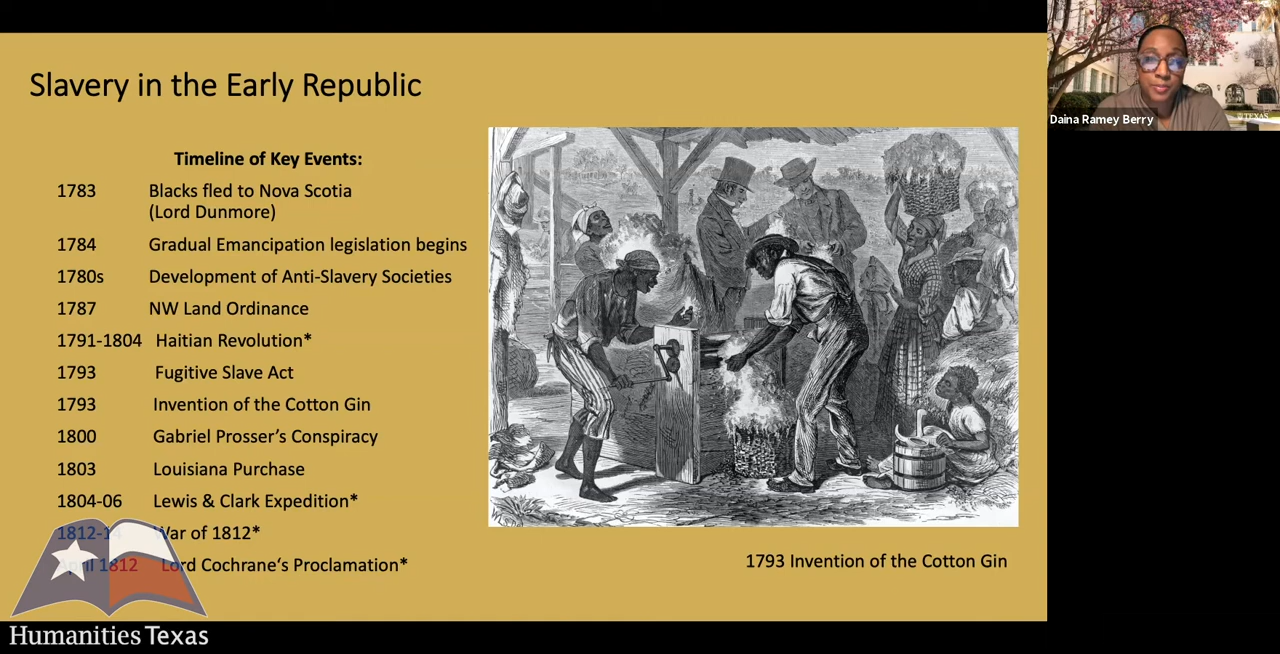 Slavery in the Early Republic
Timeline of Key Events:
1783 Blacks fled to Nova Scotia
(Lord Dunmore)
1784 Gradual Emancipation legislation begins
1780s Development of Anti-Slavery Societies
1787 NW Land Ordinance
1791-1804 Haitian Revolution*
1793 Fugitive Slave Act
1793 Invention of the Cotton Gin
1800 Gabriel Prosser's Conspiracy
1803 Louisiana Purchase
1804-06 Lewis & Clark Expedition*
1812-14 War of 1812*
April 1812 Lord Cochrane's Proclamation*
1793 Invention of the Cotton Gin
Humanities Texas
Daina Ramey Berry
TEXAS